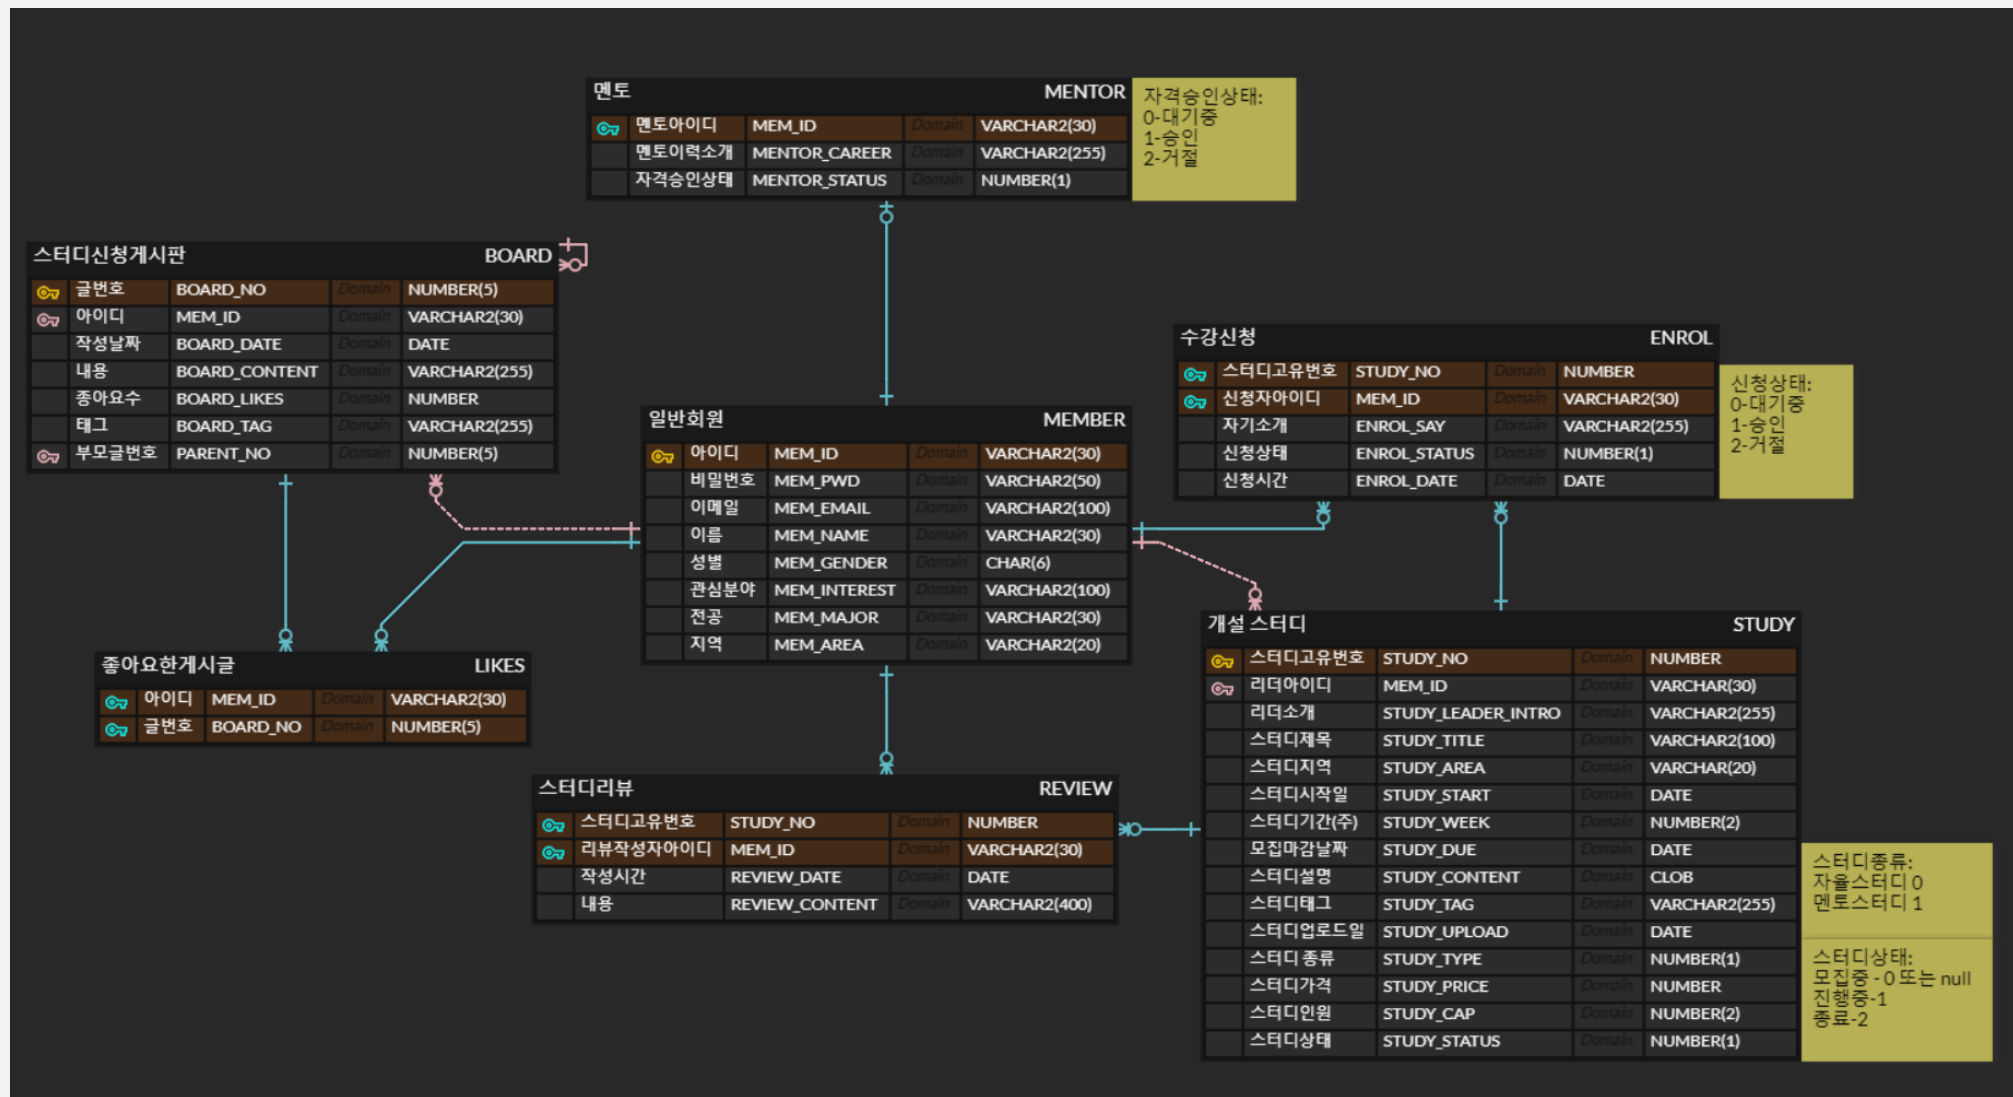 멘토 MENTOR
멘토아이디 MEM_ID Domain VARCHAR2(30)
멘토이력소개 MENTOR_CAREER Domain VARCHAR2(255)
자격승인상태 MENTOR_STATUS Domain NUMBER(1)
자격승인상태:
0-대기중
1-승인
2-거절
스터디신청게시판 BOARD
글번호 BOARD_NO Domain NUMBER(5)
아이디 MEM_ID Domain VARCHAR2(30)
작성날짜 BOARD_DATE Domain DATE
내용 BOARD_CONTENT Domain VARCHAR2(255)
좋아요수 BOARD_LIKES Domain NUMBER
태그 BOARD_TAG Domain VARCHAR2(255)
부모글번호 PARENT_NO Domain NUMBER(5)
수강신청 ENROL
스터디고유번호 STUDY_NO Domain NUMBER
신청자아이디 MEM_ID Domain VARCHAR2(30)
자기소개 ENROL_SAY Domain VARCHAR2(255)
신청상태 ENROL_STATUS Domain NUMBER(1)
신청시간 ENROL_DATE Domain DATE
신청상태:
0-대기중
1-승인
2-거절
일반회원 MEMBER
아이디 MEM_ID Domain VARCHAR2(30)
비밀번호 MEM_PWD Domain VARCHAR2(50)
이메일 MEM_EMAIL Domain VARCHAR2(100)
이름 MEM_NAME Domain VARCHAR2(30)
성별 MEM_GENDER Domain CHAR(6)
관심분야 MEM_INTEREST Domain VARCHAR2(100)
전공 MEM_MAJOR Domain VARCHAR2(30)
지역 MEM_AREA Domain VARCHAR2(20)
좋아요한게시글 LIKES
아이디 MEM_ID Domain VARCHAR2(30)
글번호 BOARD_NO Domain NUMBER(5)
스터디리뷰 REVIEW
스터디고유번호 STUDY_NO Domain NUMBER
리뷰작성자아이디 MEM_ID Domain VARCHAR2(30)
작성시간 REVIEW_DATE Domain DATE
내용 REVIEW_CONTENT Domain VARCHAR2(400)
개설 스터디 STUDY
스터디고유번호 STUDY_NO Domain NUMBER
리더아이디 MEM_ID Domain VARCHAR(30)
리더소개 STUDY_LEADER_INTRO Domain VARCHAR2(255)
스터디제목 STUDY_TITLE Domain VARCHAR2(100)
스터디지역 STUDY_AREA Domain VARCHAR(20)
스터디시작일 STUDY_START Domain DATE
스터디기간(주) STUDY_WEEK Domain NUMBER(2)
모집마감날짜 STUDY_DUE Domain DATE
스터디설명 STUDY_CONTENT Domain CLOB
스터디태그 STUDY_TAG Domain VARCHAR2(255)
스터디업로드일 STUDY_UPLOAD Domain DATE
스터디 종류 STUDY_TYPE Domain NUMBER(1)
스터디가격 STUDY_PRICE Domain NUMBER
스터디인원 STUDY_CAP Domain NUMBER(2)
스터디상태 STUDY_STATUS Domain NUMBER(1)
스터디종류:
자율스터디 0
멘토스터디 1
스터디상태:
모집중 - 0 또는 null
진행중-1
종료-2